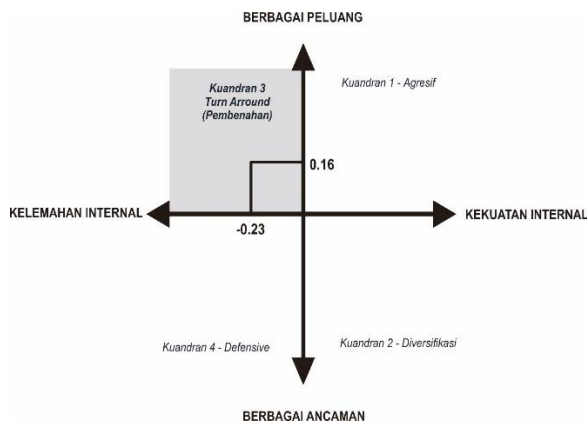 BERBAGAI PELUANG
Kuandran 3
Turn Arround
(Pembenahan)
Kuandran 1 - Agresif
0.16
KELEMAHAN INTERNAL
KEKUATAN INTERNAL
-0.23
Kuandran 4 - Defensive
Kuandran 2 - Diversifikasi
BERBAGAI ANCAMAN